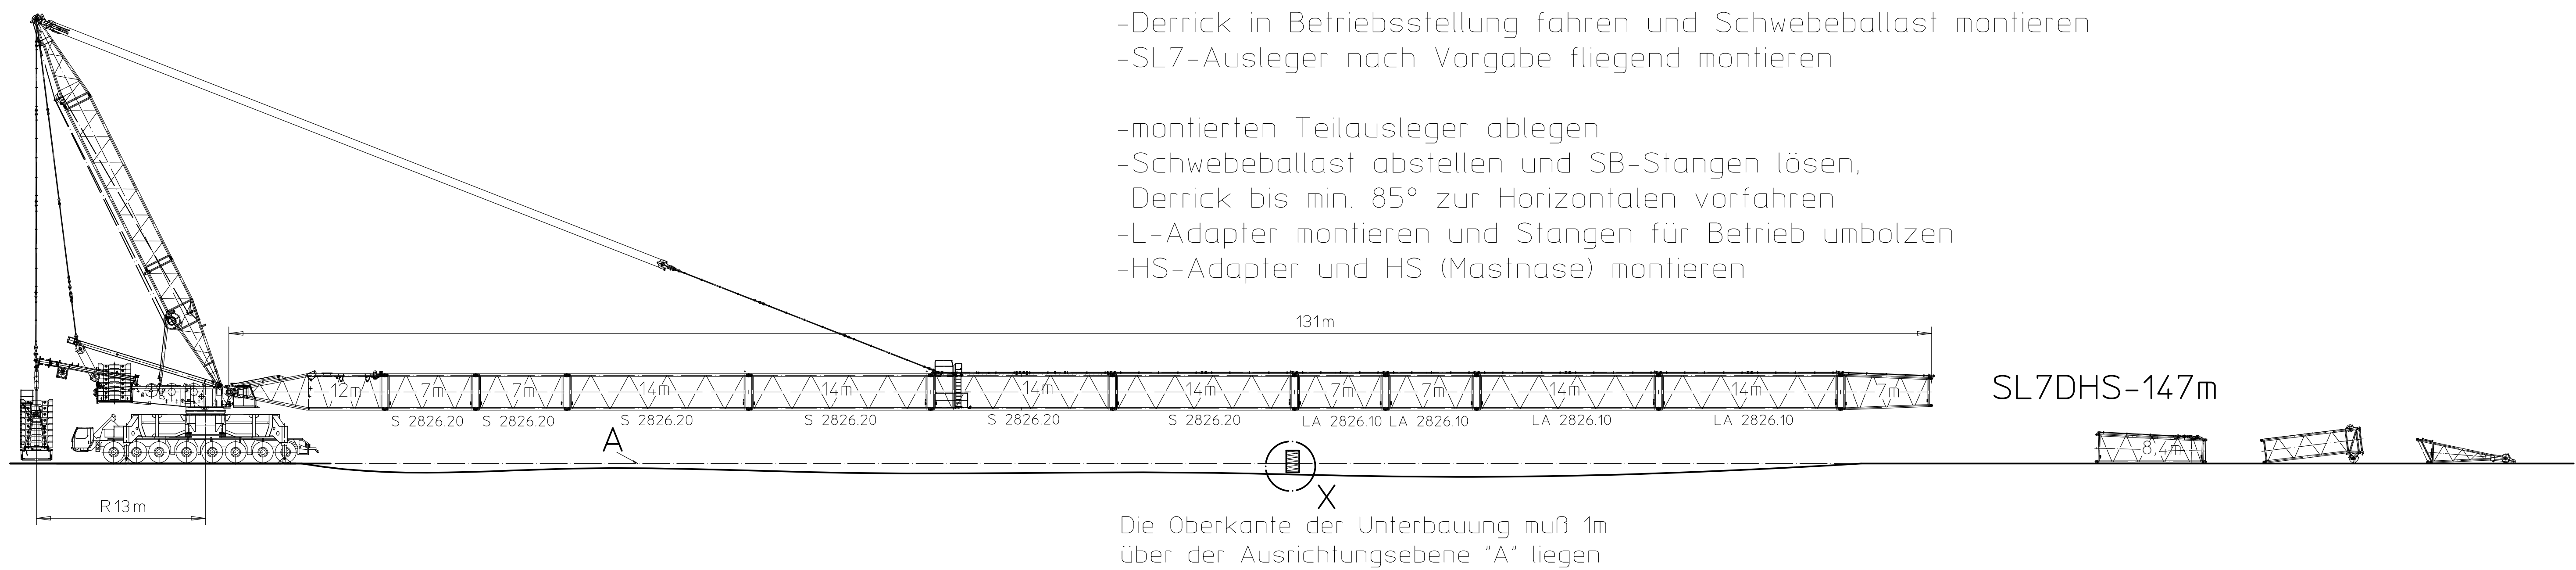 -Derrick in Betriebsstellung fahren und Schwebeballast montieren
-SL7-Ausleger nach Vorgabe fliegend montieren
-montierten Teilausleger ablegen
-Schwebeballast abstellen und SB-Stangen lösen,
Derrick bis min. 85° zur Horizontalen vorfahren
-L-Adapter montieren und Stangen für Betrieb umbolzen
-HS-Adapter und HS (Mastnase) montieren
131m
12m 7m 7m 14m 14m 14m 14m 7m 7m 14m 14m 7m
SL7DHS-147m
S 2826.20 S 2826.20 S 2826.20 S 2826.20 S 2826.20 S 2826.20 LA 2826.10 LA 2826.10 LA 2826.10 LA 2826.10
A
8,4m
X
R13m
Die Oberkante der Unterbauung muß 1m
über der Ausrichtungsebene "A" liegen